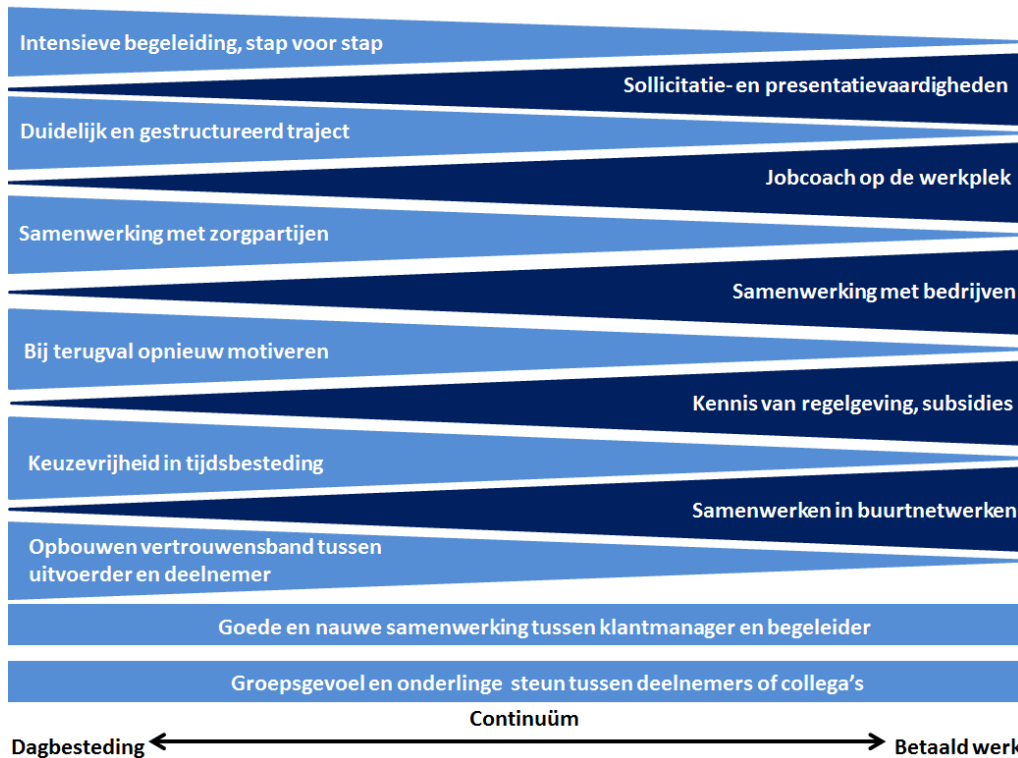 Intensieve begeleiding, stap voor stap
Sollicitatie- en presentatievaardigheden
Duidelijk en gestructureerd traject
Jobcoach op de werkplek
Samenwerking met zorgpartijen
Samenwerking met bedrijven
Bij terugval opnieuw motiveren
Kennis van regelgeving, subsidies
Keuzevrijheid in tijdsbesteding
Samenwerken in buurtnetwerken
Opbouwen vertrouwensband tussen
uitvoerder en deelnemer
Goede en nauwe samenwerking tussen klantmanager en begeleider
Groepsgevoel en onderlinge steun tussen deelnemers of collega's
Continuüm
Dagbesteding
Betaald werk